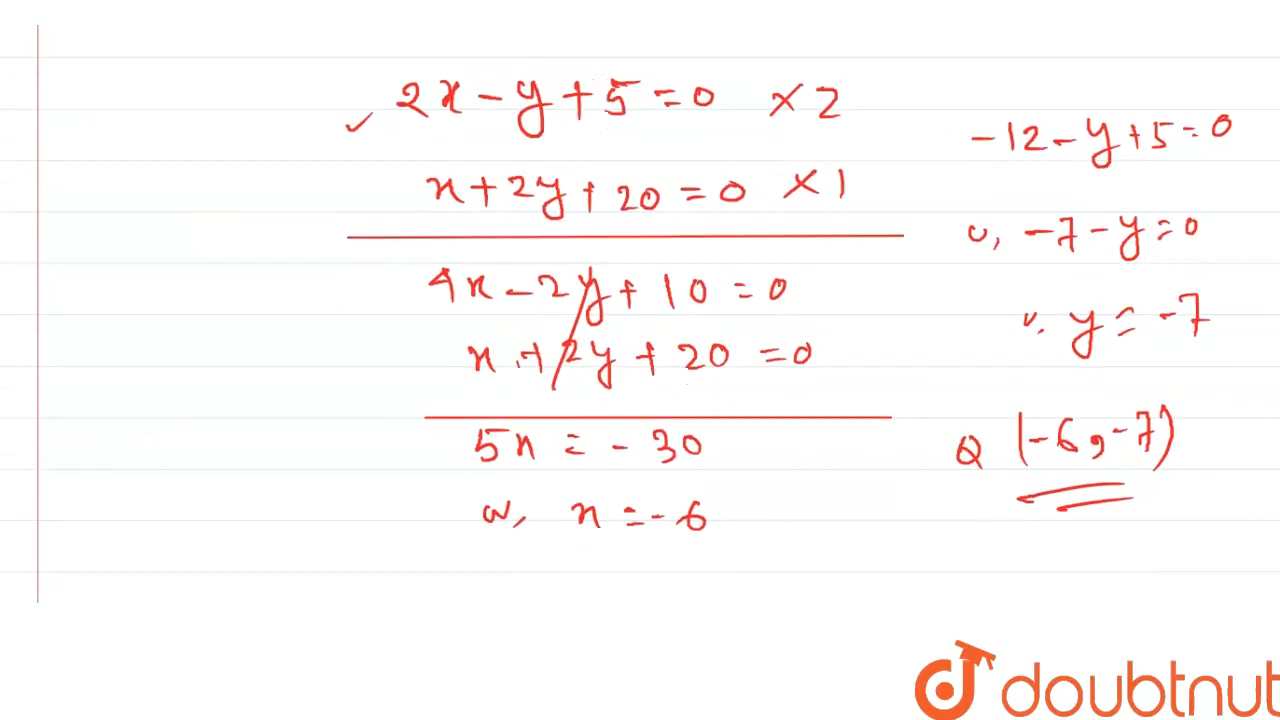 2x - y + 5 = 0 × 2
x + 2y + 20 = 0 × 1
4x - 2y + 10 = 0
x + 2y + 20 = 0
5x = - 30
or, x = - 6
-12 - y + 5 = 0
or, -7 - y = 0
y = -7
Q (-6, -7)
doubtnut